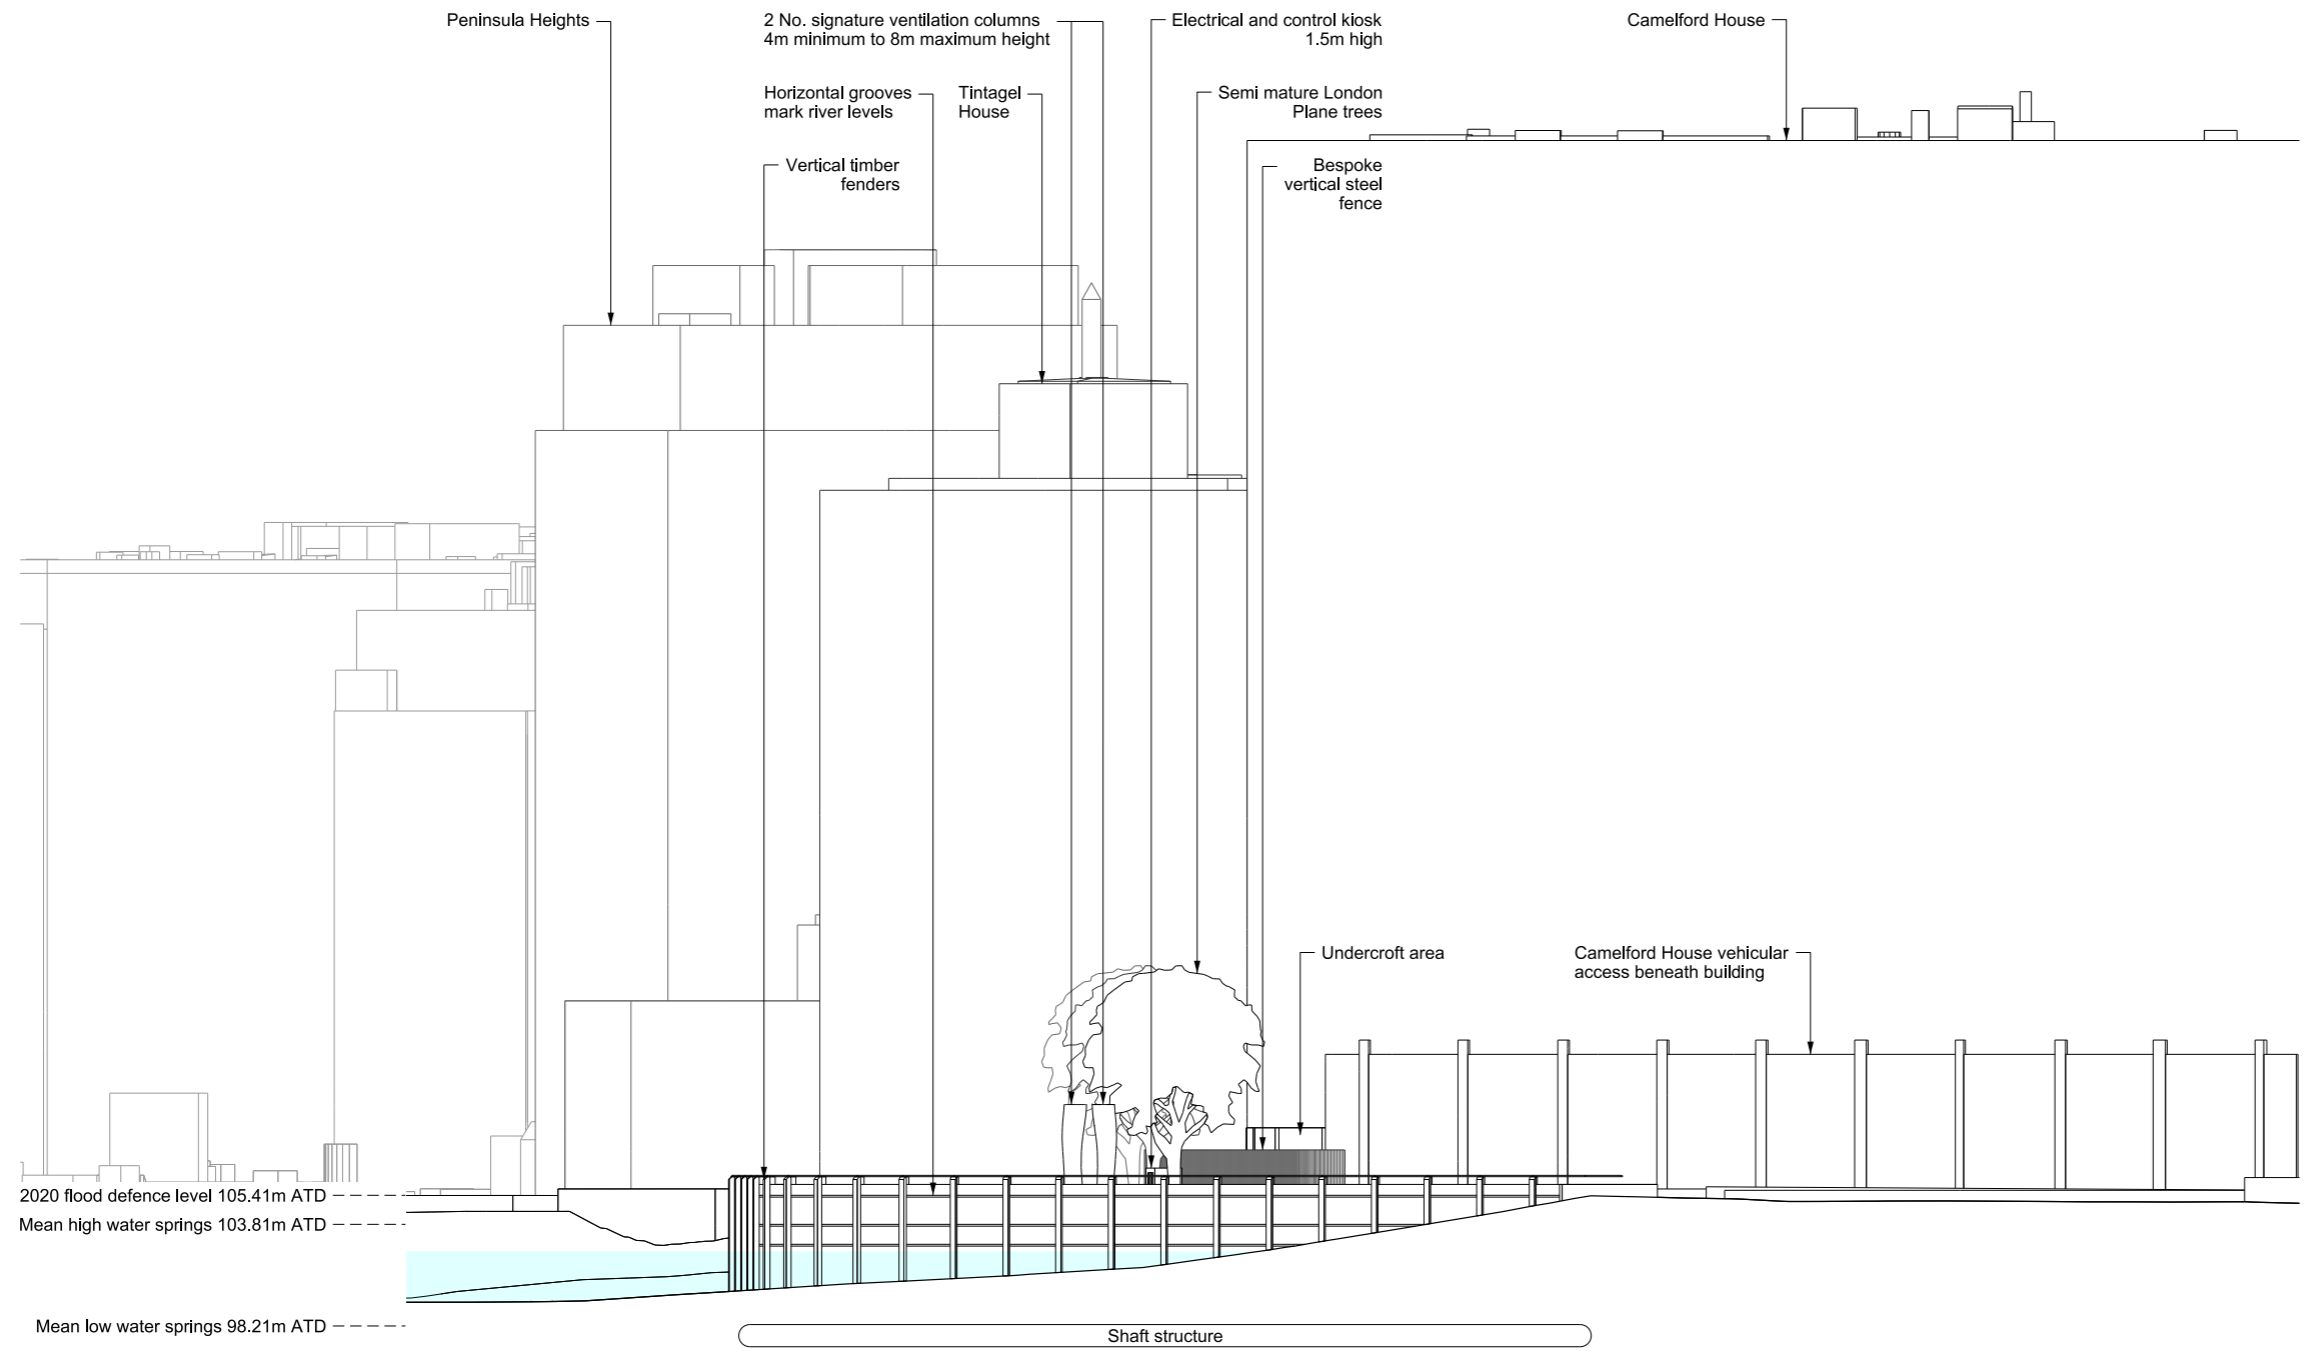 Peninsula Heights
2 No. signature ventilation columns
4m minimum to 8m maximum height
Electrical and control kiosk
1.5m high
Camelford House
Horizontal grooves
mark river levels
Tintagel
House
Semi mature London
Plane trees
Vertical timber
fenders
Bespoke
vertical steel
fence
Undercroft area
Camelford House vehicular
access beneath building
2020 flood defence level 105.41m ATD
Mean high water springs 103.81m ATD
Mean low water springs 98.21m ATD
Shaft structure